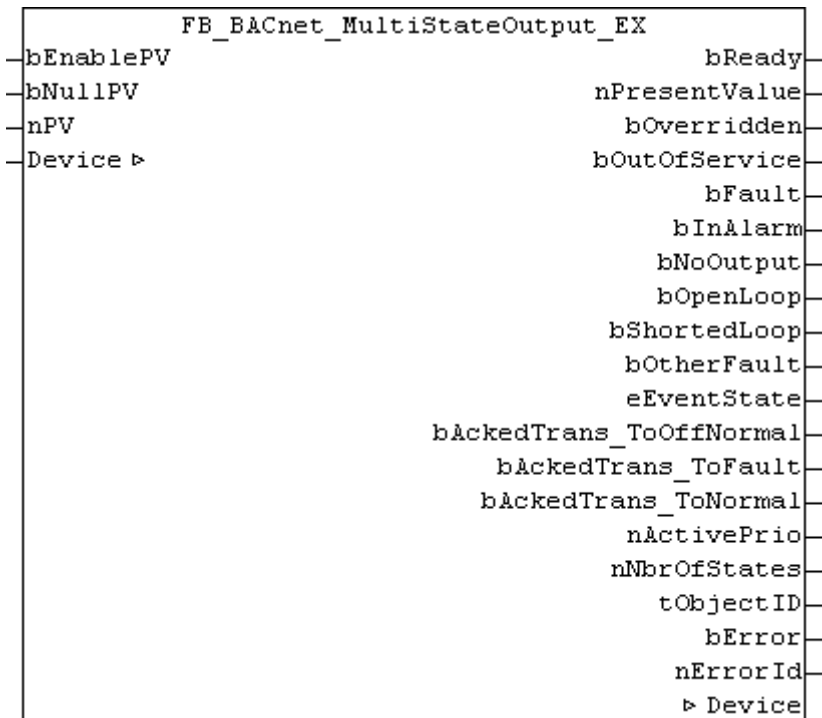 FB_BACnet_MultiStateOutput_EX
bEnablePV bReady
bNullPV nPresentValue
nPV bOverridden
Device ▷ bOutOfService
bFault
bInAlarm
bNoOutput
bOpenLoop
bShortedLoop
bOtherFault
eEventState
bAckedTrans_ToOffNormal
bAckedTrans_ToFault
bAckedTrans_ToNormal
nActivePrio
nNbrOfStates
tObjectID
bError
nErrorId
▷ Device